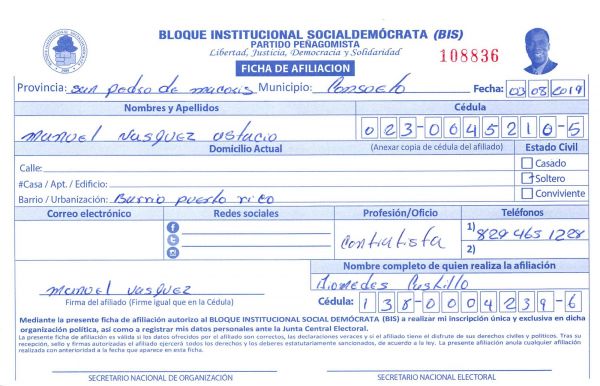 BLOQUE INSTITUCIONAL SOCIALDEMÓCRATA (BIS)
PARTIDO PEÑAGOMISTA
Libertad, Justicia, Democracia y Solidaridad
108836
FICHA DE AFILIACION
Provincia: san pedro de macoris Municipio: Consuelo Fecha: 03 08 2019
Nombres y Apellidos Cédula
manuel vasquez ustacio 023-0045210-5
Domicilio Actual (Anexar copia de cédula del afiliado) Estado Civil
Calle: Casado
#Casa / Apt. / Edificio: Soltero
Barrio / Urbanización: Barrio puerto rico Conviviente
Correo electrónico Redes sociales Profesión/Oficio Teléfonos
Contratista 1) 829 465 1228
2)
Nombre completo de quien realiza la afiliación
manuel vasquez
Firma del afiliado (Firme igual que en la Cédula) Cédula: 138-0004239-6
Mediante la presente ficha de afiliación autorizo al BLOQUE INSTITUCIONAL SOCIAL DEMÓCRATA (BIS) a realizar mi inscripción única y exclusiva en dicha
organización política, así como a registrar mis datos personales ante la Junta Central Electoral.
La presente ficha de afiliación es válida si los datos ofrecidos por el afiliado son correctos, las declaraciones veraces y si el afiliado tiene el disfrute de sus derechos civiles y políticos. Tras su
recepción, sello y firmas autorizadas el afiliado ejercerá todos los derechos y los deberes estatutariamente sancionados, de acuerdo a la ley. La presente afiliación anula cualquier afiliación
realizada con anterioridad a la fecha que aparece en esta ficha.
SECRETARIO NACIONAL DE ORGANIZACIÓN SECRETARIO NACIONAL ELECTORAL